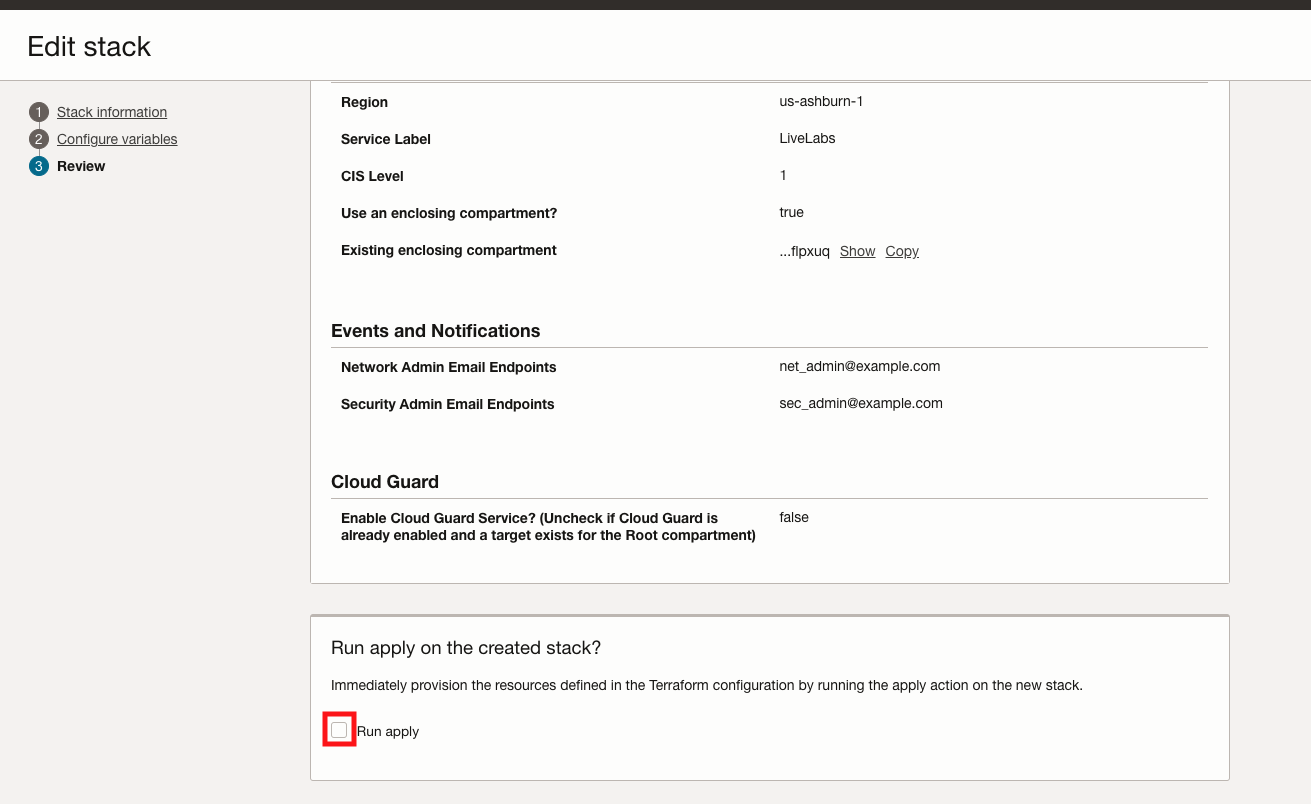 Edit stack
1 Stack information
2 Configure variables
3 Review
Region us-ashburn-1
Service Label LiveLabs
CIS Level 1
Use an enclosing compartment? true
Existing enclosing compartment ...flpxuq Show Copy
Events and Notifications
Network Admin Email Endpoints net_admin@example.com
Security Admin Email Endpoints sec_admin@example.com
Cloud Guard
Enable Cloud Guard Service? (Uncheck if Cloud Guard is false
already enabled and a target exists for the Root compartment)
Run apply on the created stack?
Immediately provision the resources defined in the Terraform configuration by running the apply action on the new stack.
Run apply